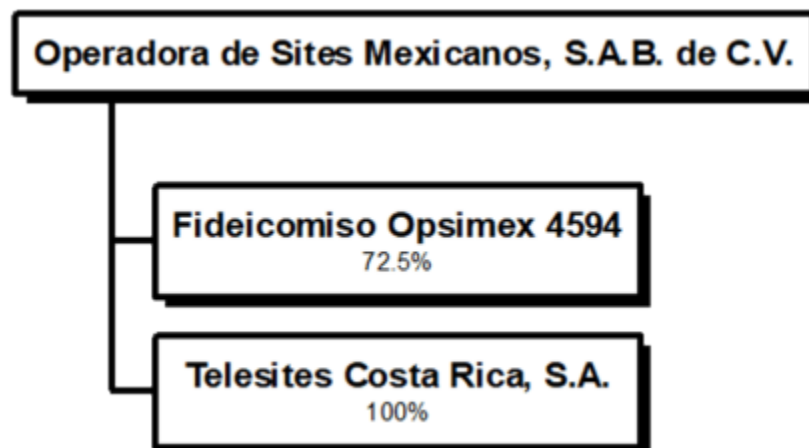 Operadora de Sites Mexicanos, S.A.B. de C.V.
Fideicomiso Opsimex 4594
72.5%
Telesites Costa Rica, S.A.
100%